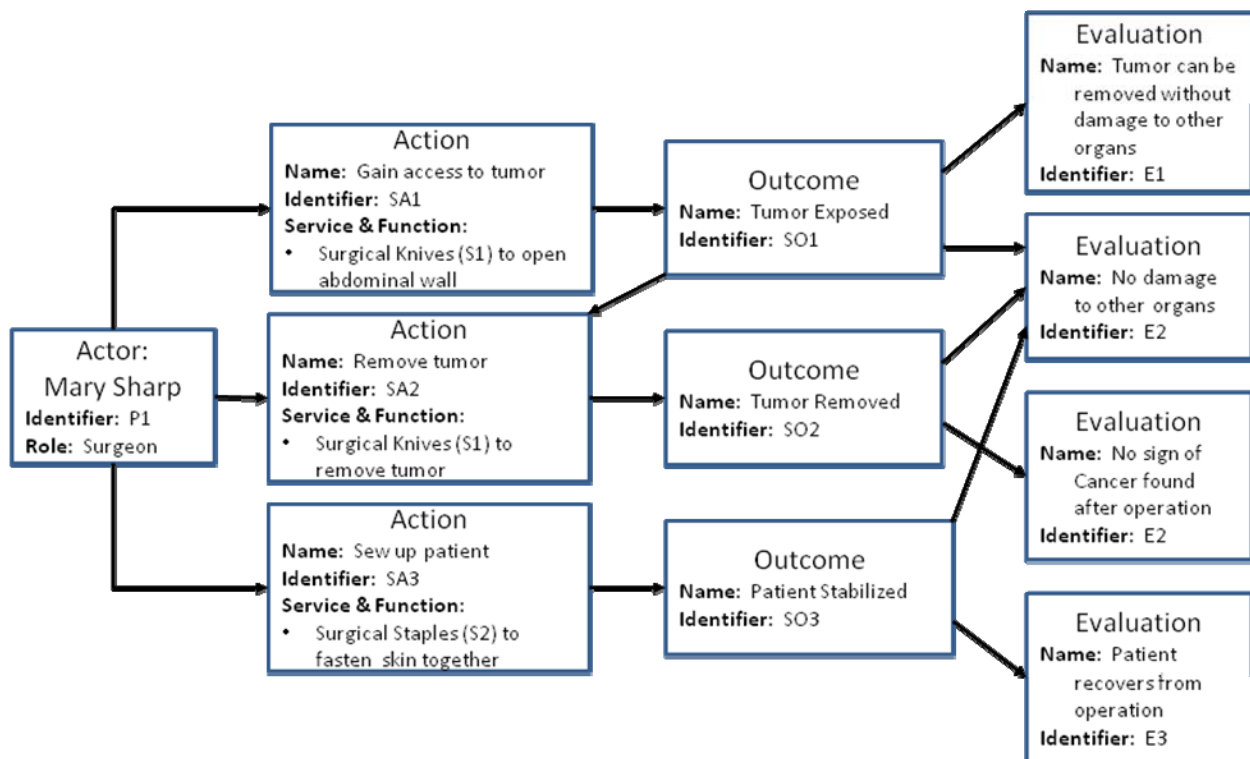 Actor:
Mary Sharp
Identifier: P1
Role: Surgeon
Action
Name: Gain access to tumor
Identifier: SA1
Service & Function:
• Surgical Knives (S1) to open
abdominal wall
Action
Name: Remove tumor
Identifier: SA2
Service & Function:
• Surgical Knives (S1) to
remove tumor
Action
Name: Sew up patient
Identifier: SA3
Service & Function:
• Surgical Staples (S2) to
fasten skin together
Outcome
Name: Tumor Exposed
Identifier: SO1
Outcome
Name: Tumor Removed
Identifier: SO2
Outcome
Name: Patient Stabilized
Identifier: SO3
Evaluation
Name: Tumor can be
removed without
damage to other
organs
Identifier: E1
Evaluation
Name: No damage
to other organs
Identifier: E2
Evaluation
Name: No sign of
Cancer found
after operation
Identifier: E2
Evaluation
Name: Patient
recovers from
operation
Identifier: E3